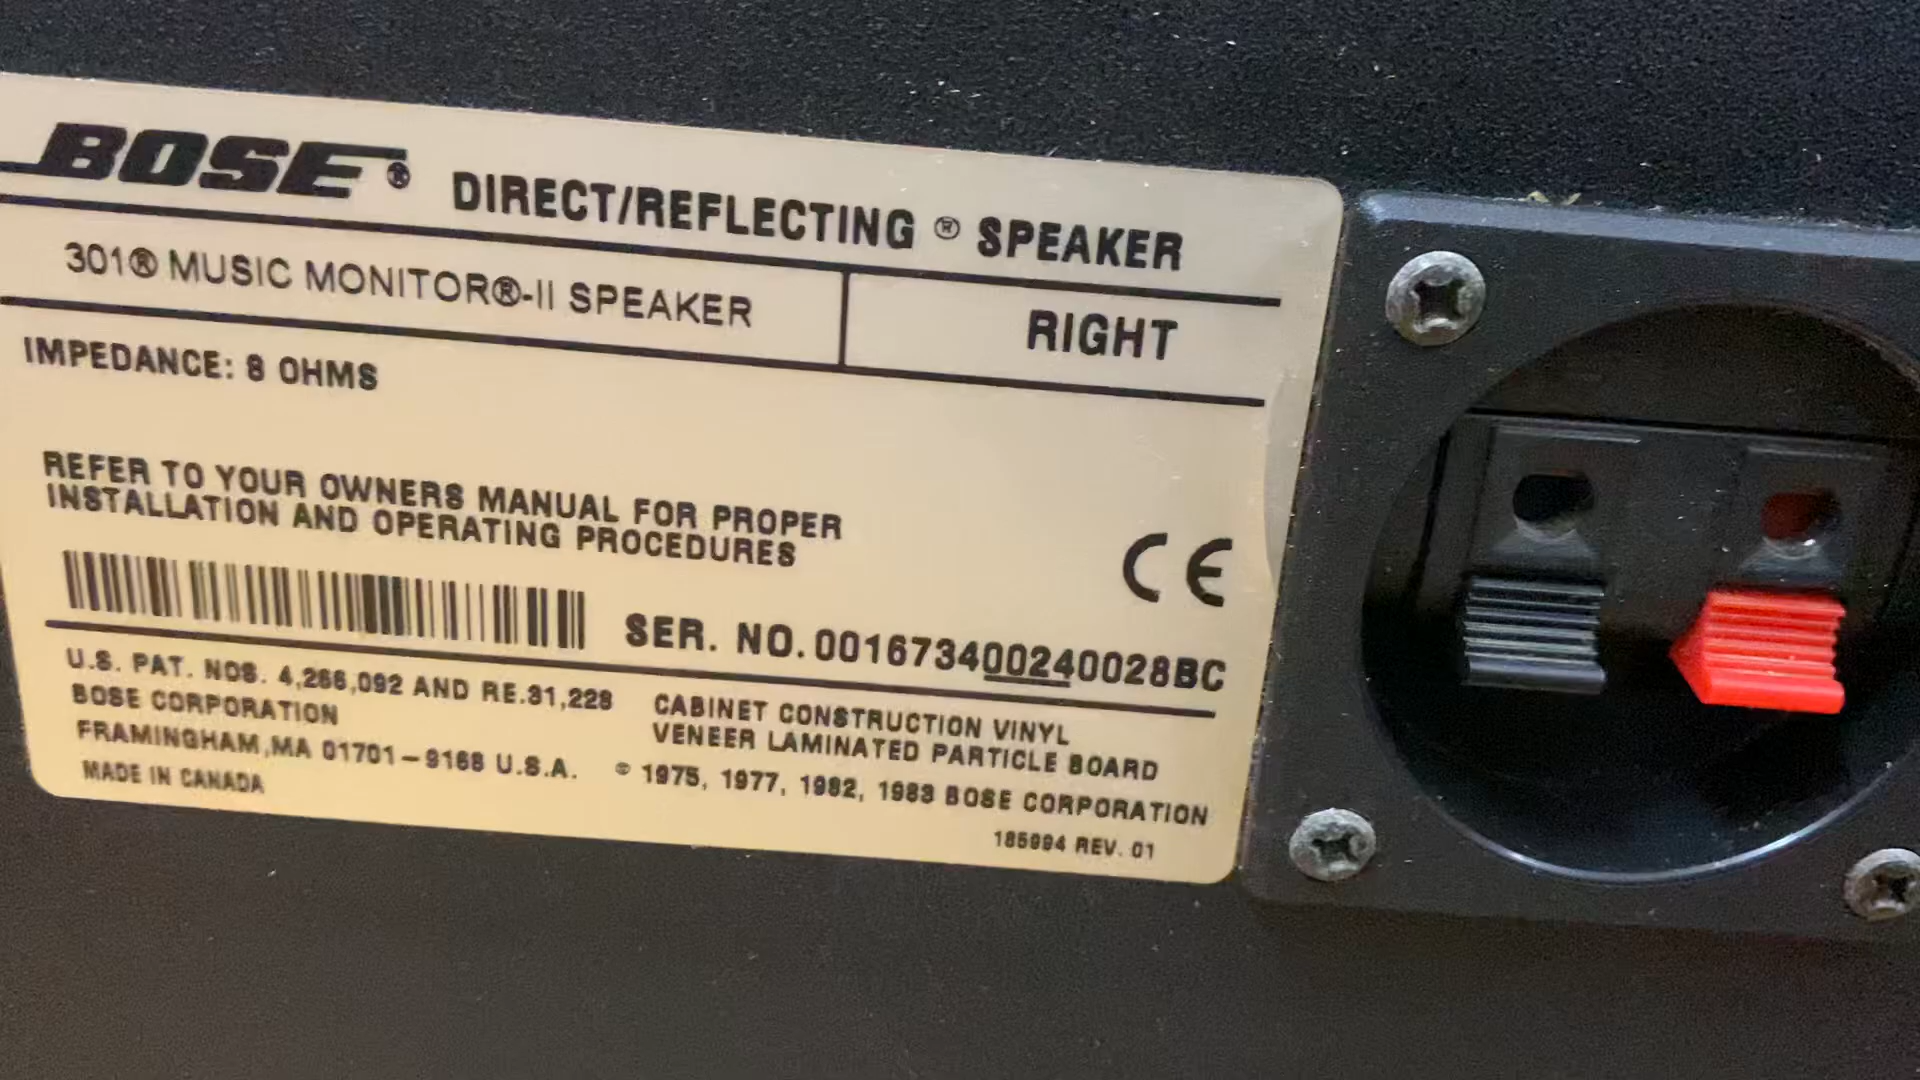 BOSE® DIRECT/REFLECTING ® SPEAKER
301® MUSIC MONITOR®-II SPEAKER
RIGHT
IMPEDANCE: 8 OHMS
REFER TO YOUR OWNERS MANUAL FOR PROPER
INSTALLATION AND OPERATING PROCEDURES
CE
SER. NO. 001673400240028BC
U.S. PAT. NOS. 4,266,092 AND RE.31,228
BOSE CORPORATION
FRAMINGHAM,MA 01701-9168 U.S.A.
MADE IN CANADA
CABINET CONSTRUCTION VINYL
VENEER LAMINATED PARTICLE BOARD
© 1975, 1977, 1982, 1983 BOSE CORPORATION
185994 REV. 01